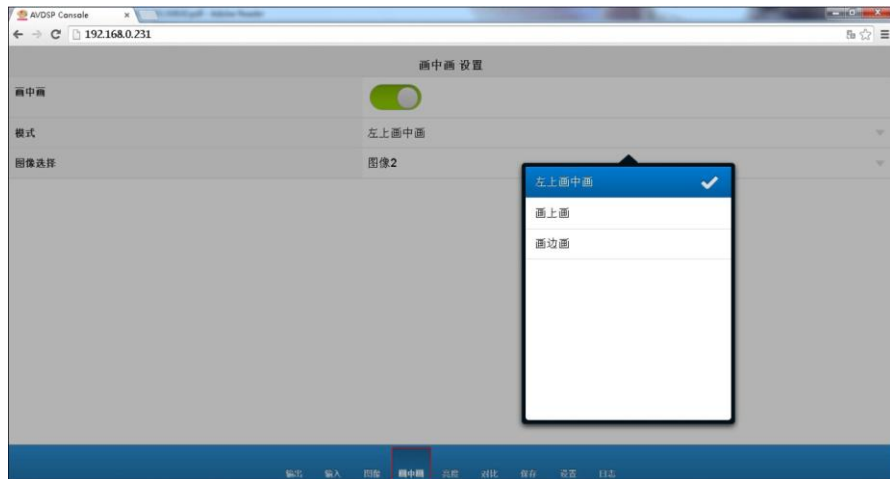 AVDSP Console
192.168.0.231
画中画 设置
画中画
模式
左上画中画
图像选择
图像2
左上画中画
画上画
画边画
输出 输入 图像 画中画 亮度 对比 保存 设置 日志